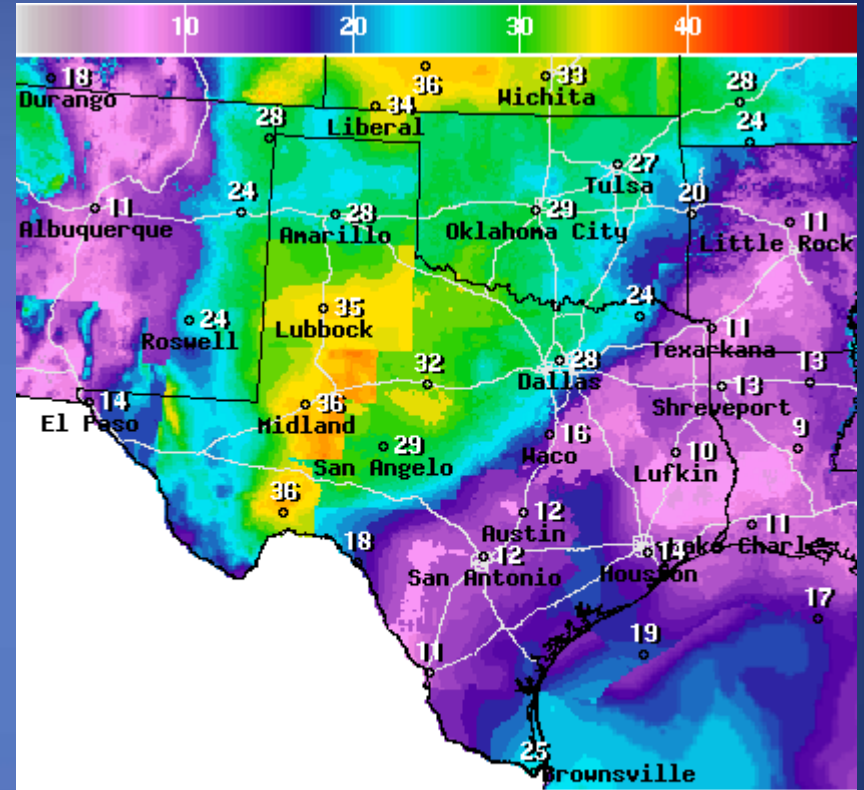 10 20 30 40
18
Durango
36
33
Wichita
34
Liberal
28
28
24
27
Tulsa
11
Albuquerque
24
28
Amarillo
29
Oklahoma City
20
11
Little Rock
35
Lubbock
24
Roswell
24
11
Texarkana
32
28
Dallas
13
13
Shreveport
14
El Paso
36
Midland
29
San Angelo
16
Waco
10
Lufkin
9
36
12
Austin
11
Lake Charles
18
12
San Antonio
14
Houston
17
19
11
25
Brownsville